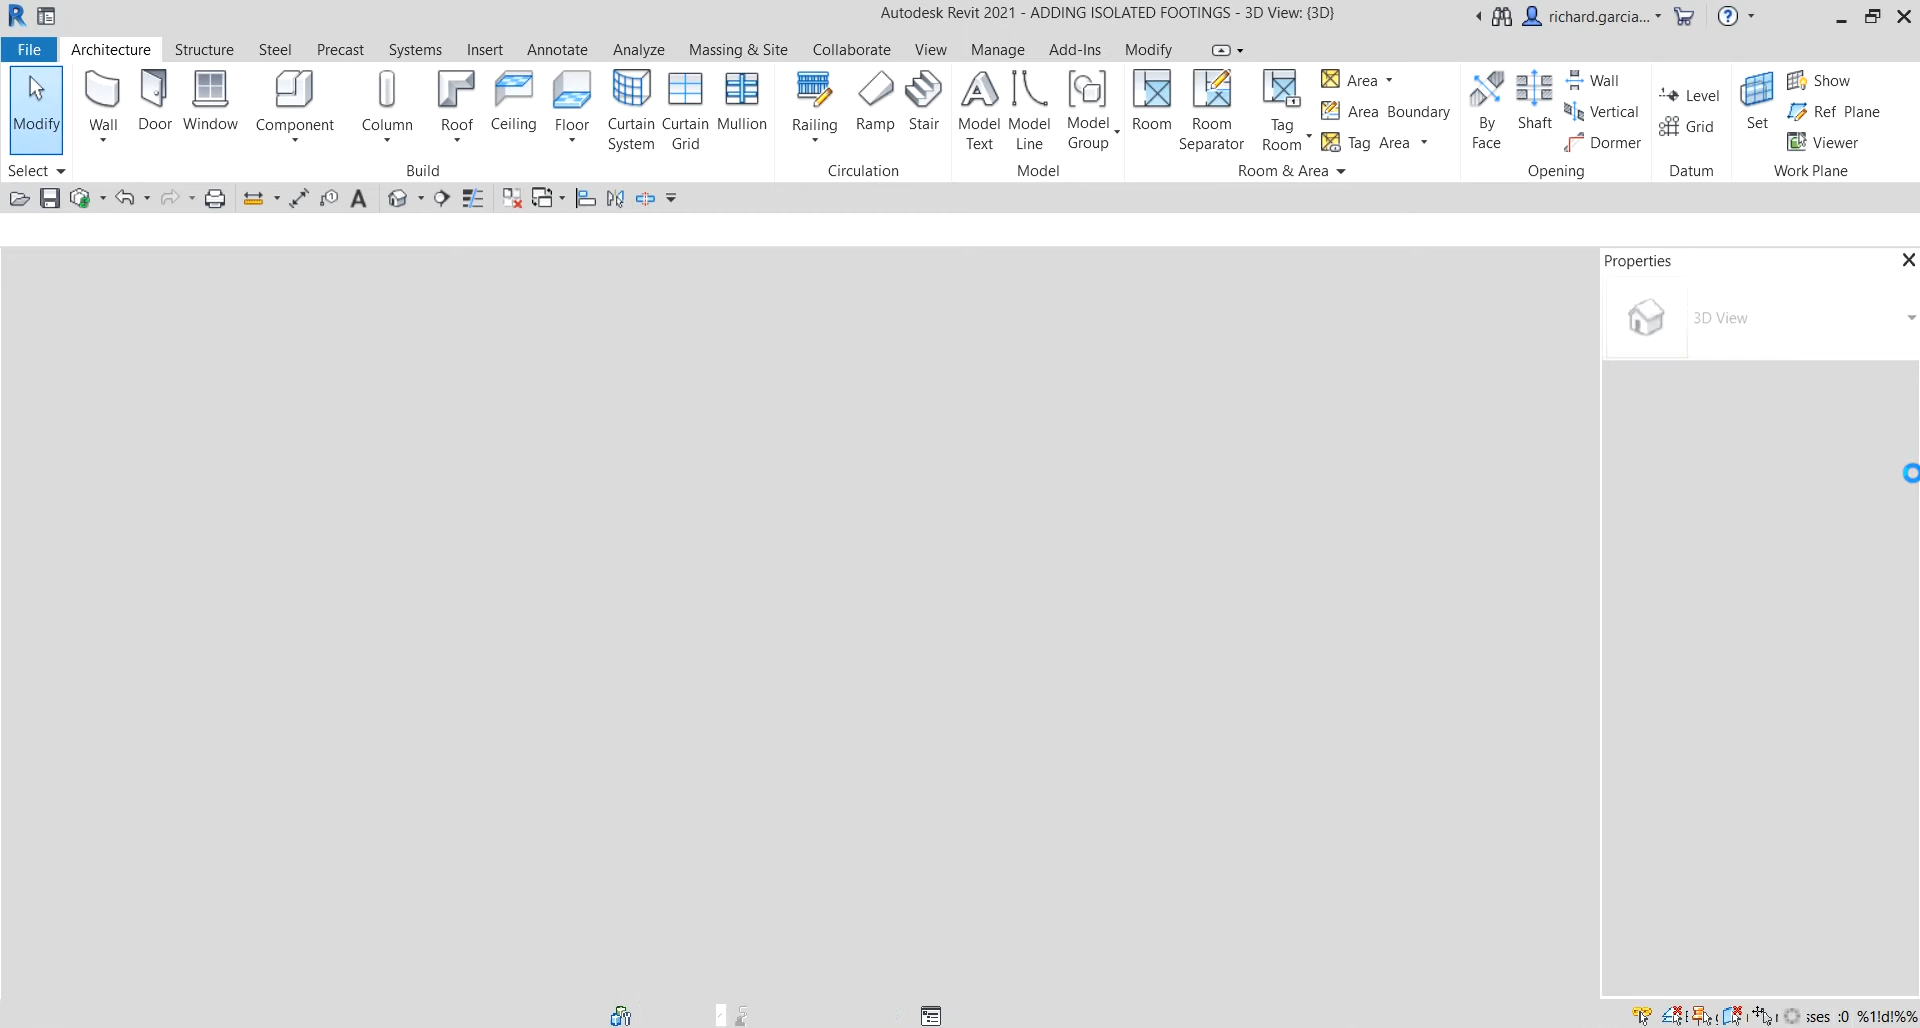 Autodesk Revit 2021 - ADDING ISOLATED FOOTINGS - 3D View: {3D}
richard.garcia...
File Architecture Structure Steel Precast Systems Insert Annotate Analyze Massing & Site Collaborate View Manage Add-Ins Modify
Modify
Wall
Door
Window
Component
Column
Roof
Ceiling
Floor
Curtain
System
Curtain
Grid
Mullion
Railing
Ramp
Stair
Model
Text
Model
Line
Model
Group
Room
Room
Separator
Tag
Room
Area
Area Boundary
Tag Area
By
Face
Shaft
Wall
Vertical
Dormer
Level
Grid
Set
Show
Ref Plane
Viewer
Select
Build
Circulation
Model
Room & Area
Opening
Datum
Work Plane
Properties
3D View
sses :0 %1!d!%%